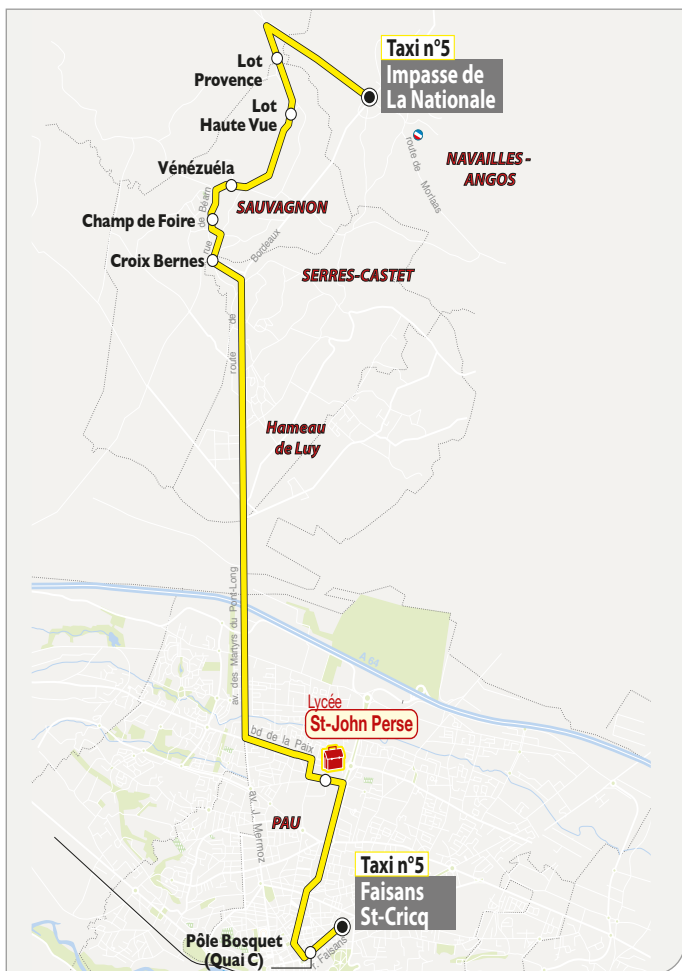 Taxi n°5
Impasse de
La Nationale
Lot
Provence
Lot
Haute Vue
NAVAILLES -
ANGOS
route de Morlaas
Vénézuéla
SAUVAGNON
rue de Béarn
Champ de Foire
Bordeaux
Croix Bernes
SERRES-CASTET
route de
Hameau
de Luy
av. des Martyrs du Pont-Long
A 64
Lycée
St-John Perse
bd de la Paix
av. J. Mermoz
PAU
Taxi n°5
Faisans
St-Cricq
Pôle Bosquet
(Quai C)
r. Faisans